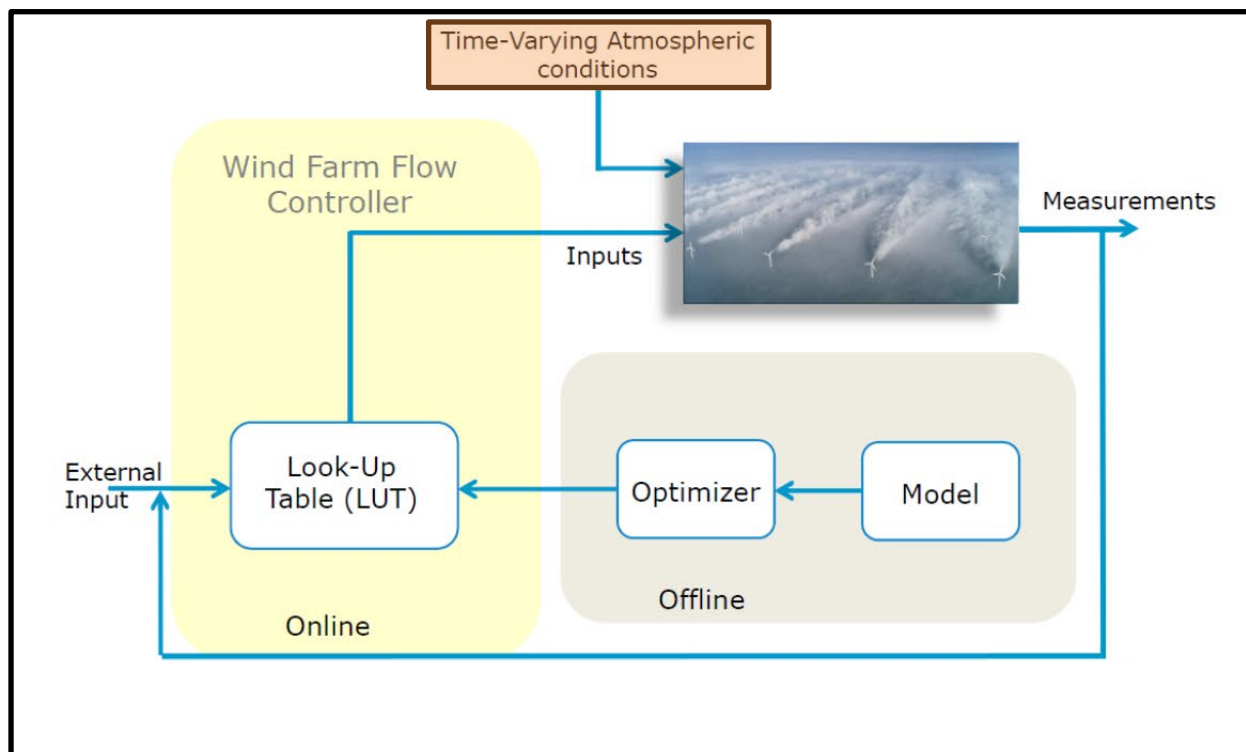 Time-Varying Atmospheric
conditions
Wind Farm Flow
Controller
Measurements
Inputs
External
Input
Look-Up
Table (LUT)
Optimizer
Model
Offline
Online